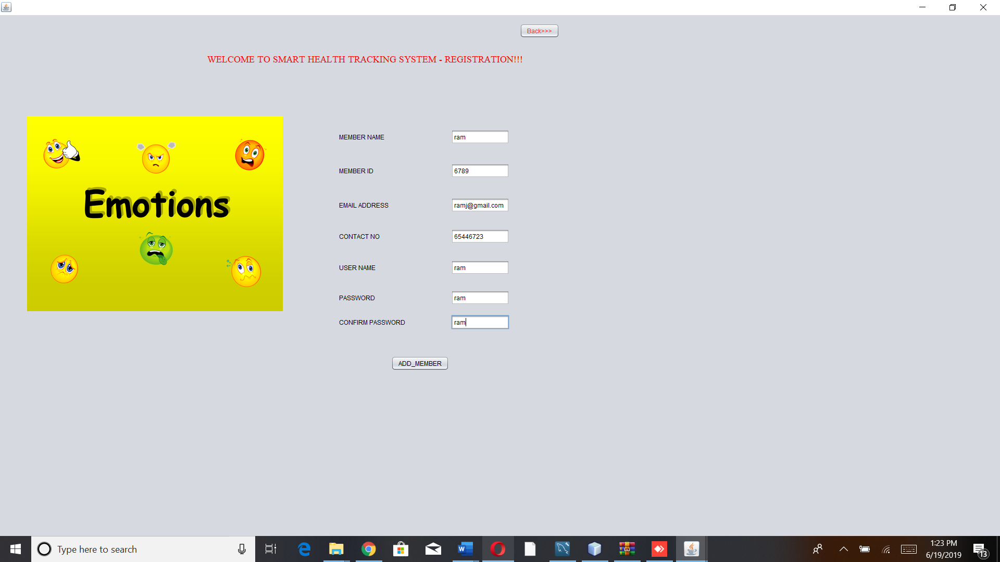 Back>>>
WELCOME TO SMART HEALTH TRACKING SYSTEM - REGISTRATION!!!
Emotions
MEMBER NAME ram
MEMBER ID 6789
EMAIL ADDRESS ramj@gmail.com
CONTACT NO 65446723
USER NAME ram
PASSWORD ram
CONFIRM PASSWORD ram
ADD_MEMBER
Type here to search
1:23 PM
6/19/2019
13